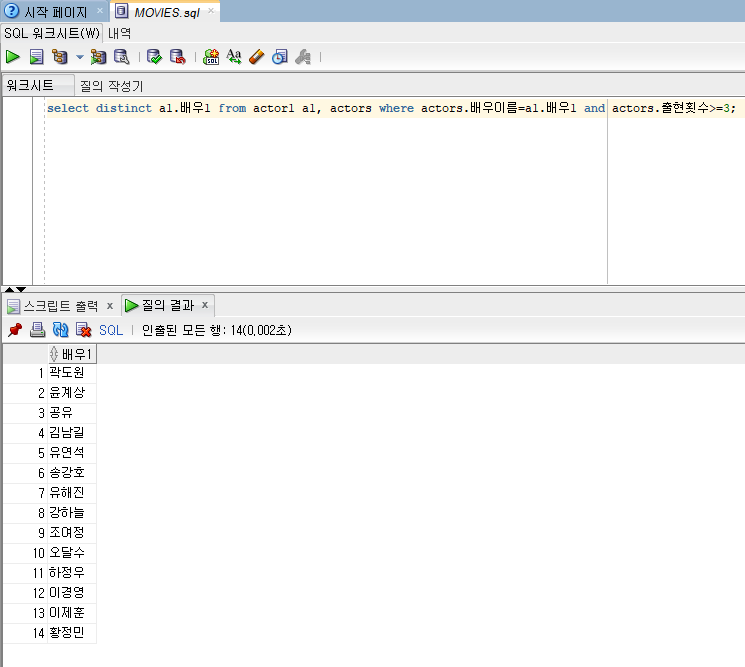 시작 페이지 × MOVIES.sql ×
SQL 워크시트(W) 내역
워크시트 질의 작성기
select distinct a1.배우1 from actor1 a1, actors where actors.배우이름=a1.배우1 and actors.출현횟수>=3;
스크립트 출력 x 질의 결과 x
SQL | 인출된 모든 행: 14(0,002초)
배우1
1 곽도원
2 윤계상
3 공유
4 김남길
5 유연석
6 송강호
7 유해진
8 강하늘
9 조여정
10 오달수
11 하정우
12 이경영
13 이제훈
14 황정민